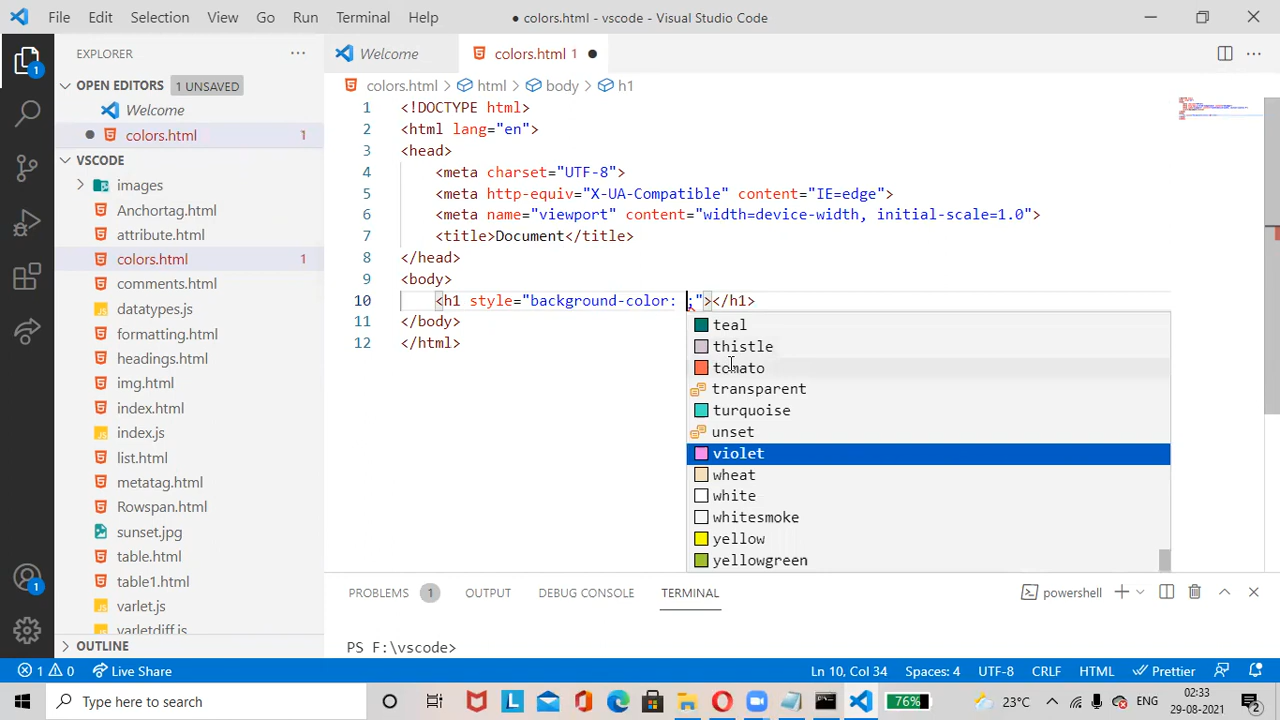 File Edit Selection View Go Run Terminal Help
● colors.html - vscode - Visual Studio Code
EXPLORER
Welcome
colors.html 1
OPEN EDITORS 1 UNSAVED
Welcome
colors.html 1
VSCODE
images
Anchortag.html
attribute.html
colors.html 1
comments.html
datatypes.js
formatting.html
headings.html
img.html
index.html
index.js
list.html
metatag.html
Rowspan.html
sunset.jpg
table.html
table1.html
varlet.js
varletdiff.js
OUTLINE
colors.html > html > body > h1
1 <!DOCTYPE html>
2 <html lang="en">
3 <head>
4 <meta charset="UTF-8">
5 <meta http-equiv="X-UA-Compatible" content="IE=edge">
6 <meta name="viewport" content="width=device-width, initial-scale=1.0">
7 <title>Document</title>
8 </head>
9 <body>
10 <h1 style="background-color: ;"></h1>
11 </body>
12 </html>
teal
thistle
tomato
transparent
turquoise
unset
violet
wheat
white
whitesmoke
yellow
yellowgreen
PROBLEMS 1 OUTPUT DEBUG CONSOLE TERMINAL
powershell
PS F:\vscode>
1 0 Live Share
Ln 10, Col 34 Spaces: 4 UTF-8 CRLF HTML Prettier
Type here to search
76%
23°C
ENG
02:33
29-08-2021
2